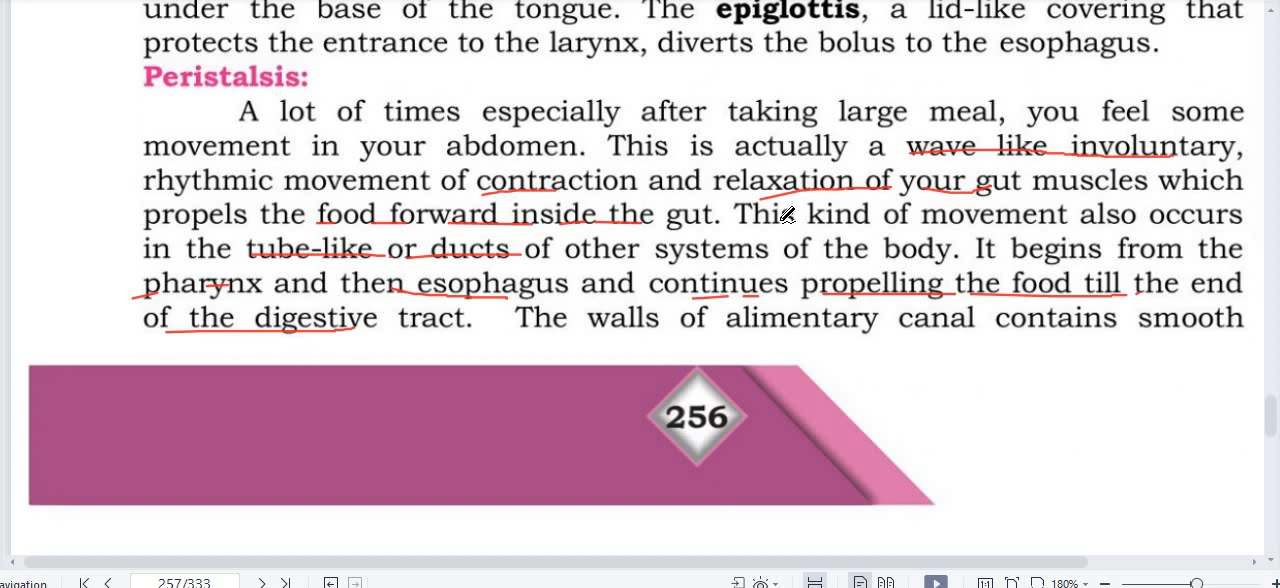 under the base of the tongue. The epiglottis, a lid-like covering that
protects the entrance to the larynx, diverts the bolus to the esophagus.
Peristalsis:
A lot of times especially after taking large meal, you feel some
movement in your abdomen. This is actually a wave like involuntary,
rhythmic movement of contraction and relaxation of your gut muscles which
propels the food forward inside the gut. This kind of movement also occurs
in the tube-like or ducts of other systems of the body. It begins from the
pharynx and then esophagus and continues propelling the food till the end
of the digestive tract. The walls of alimentary canal contains smooth
256
avigation 257/333 1:1 180%